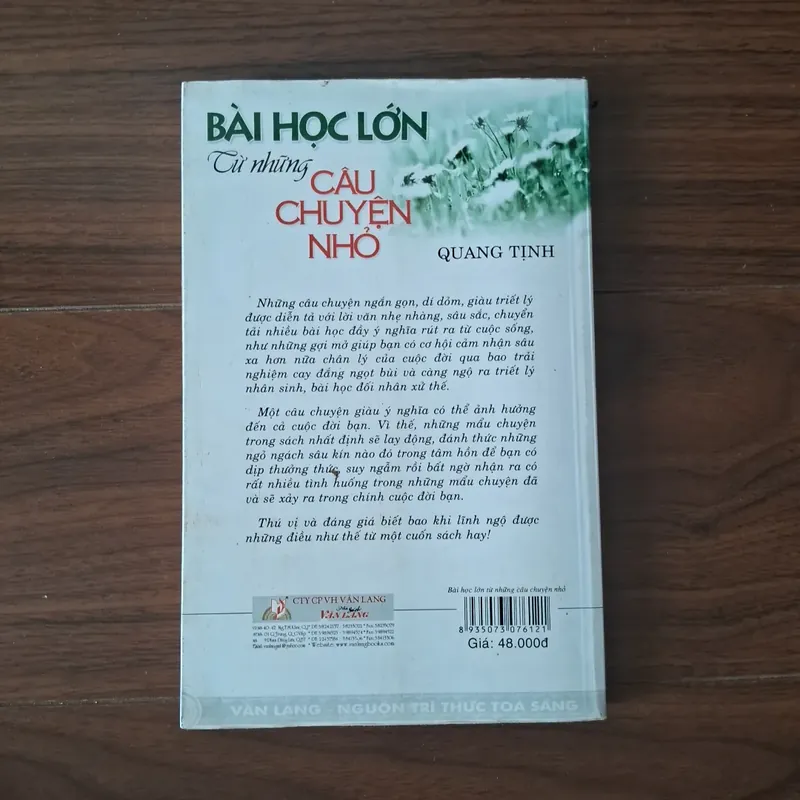 BÀI HỌC LỚN
Từ những
CÂU
CHUYỆN
NHỎ
QUANG TỊNH
Những câu chuyện ngắn gọn, dí dỏm, giàu triết lý
được diễn tả với lời văn nhẹ nhàng, sâu sắc, chuyển
tải nhiều bài học đầy ý nghĩa rút ra từ cuộc sống,
như những gợi mở giúp bạn có cơ hội cảm nhận sâu
xa hơn nữa chân lý của cuộc đời qua bao trải
nghiệm cay đắng ngọt bùi và càng ngộ ra triết lý
nhân sinh, bài học đối nhân xử thế.
Một câu chuyện giàu ý nghĩa có thể ảnh hưởng
đến cả cuộc đời bạn. Vì thế, những mẩu chuyện
trong sách nhất định sẽ lay động, đánh thức những
ngõ ngách sâu kín nào đó trong tâm hồn để bạn có
dịp thưởng thức, suy ngẫm rồi bất ngờ nhận ra có
rất nhiều tình huống trong những mẩu chuyện đã
và sẽ xảy ra trong chính cuộc đời bạn.
Thú vị và đáng giá biết bao khi lĩnh ngộ được
những điều như thế từ một cuốn sách hay!
CTY CP VH VĂN LANG
VĂN LANG
Website: www.vanlangbooks.com
Bài học lớn từ những câu chuyện nhỏ
8 935073 076121
Giá: 48.000đ
VĂN LANG - NGUỒN TRI THỨC TỎA SÁNG